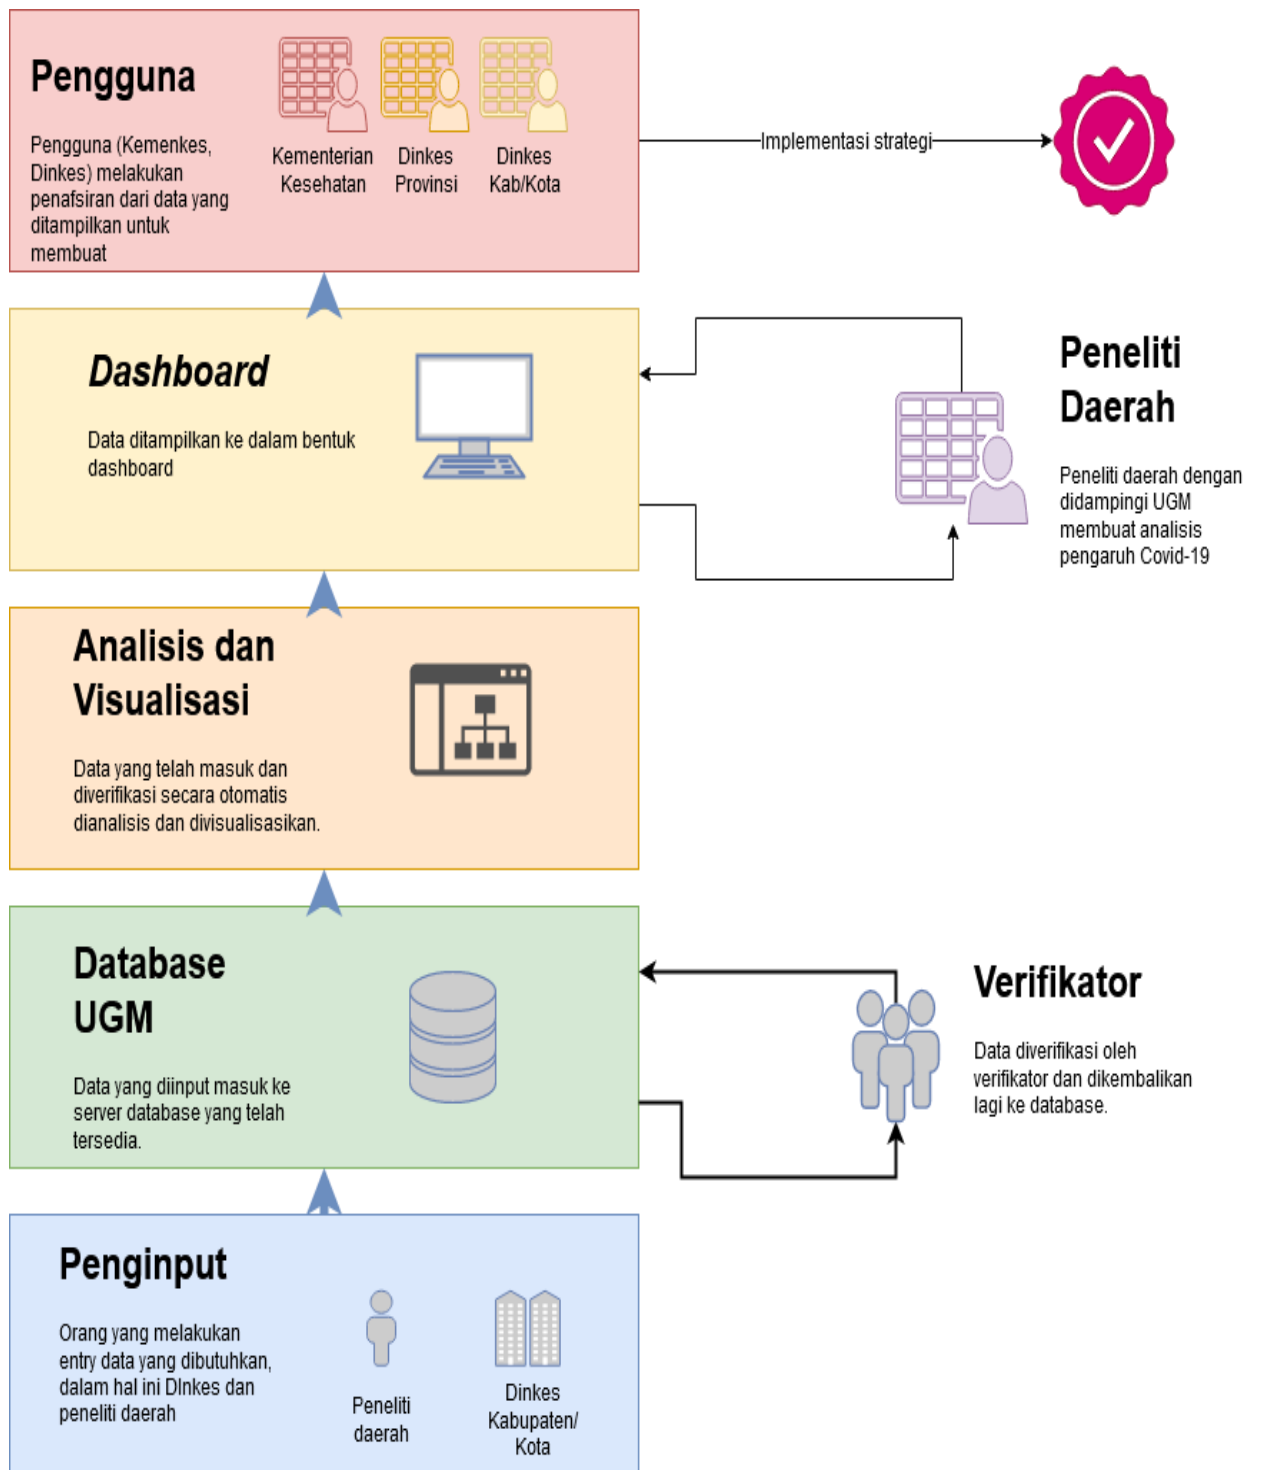 Pengguna
Pengguna (Kemenkes,
Dinkes) melakukan
penafsiran dari data yang
ditampilkan untuk
membuat
Kementerian
Kesehatan
Dinkes
Provinsi
Dinkes
Kab/Kota
Implementasi strategi
Dashboard
Data ditampilkan ke dalam bentuk
dashboard
Peneliti
Daerah
Peneliti daerah dengan
didampingi UGM
membuat analisis
pengaruh Covid-19
Analisis dan
Visualisasi
Data yang telah masuk dan
diverifikasi secara otomatis
dianalisis dan divisualisasikan.
Database
UGM
Data yang diinput masuk ke
server database yang telah
tersedia.
Verifikator
Data diverifikasi oleh
verifikator dan dikembalikan
lagi ke database.
Penginput
Orang yang melakukan
entry data yang dibutuhkan,
dalam hal ini DInkes dan
peneliti daerah
Peneliti
daerah
Dinkes
Kabupaten/
Kota